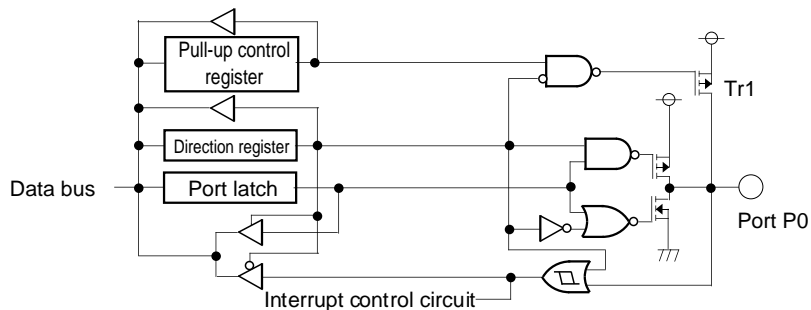 Pull-up control
register
Tr1
Direction register
Data bus
Port latch
Port P0
Interrupt control circuit